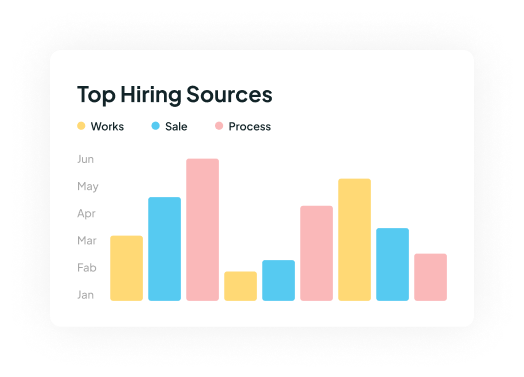 Top Hiring Sources
Works Sale Process
Jun
May
Apr
Mar
Fab
Jan